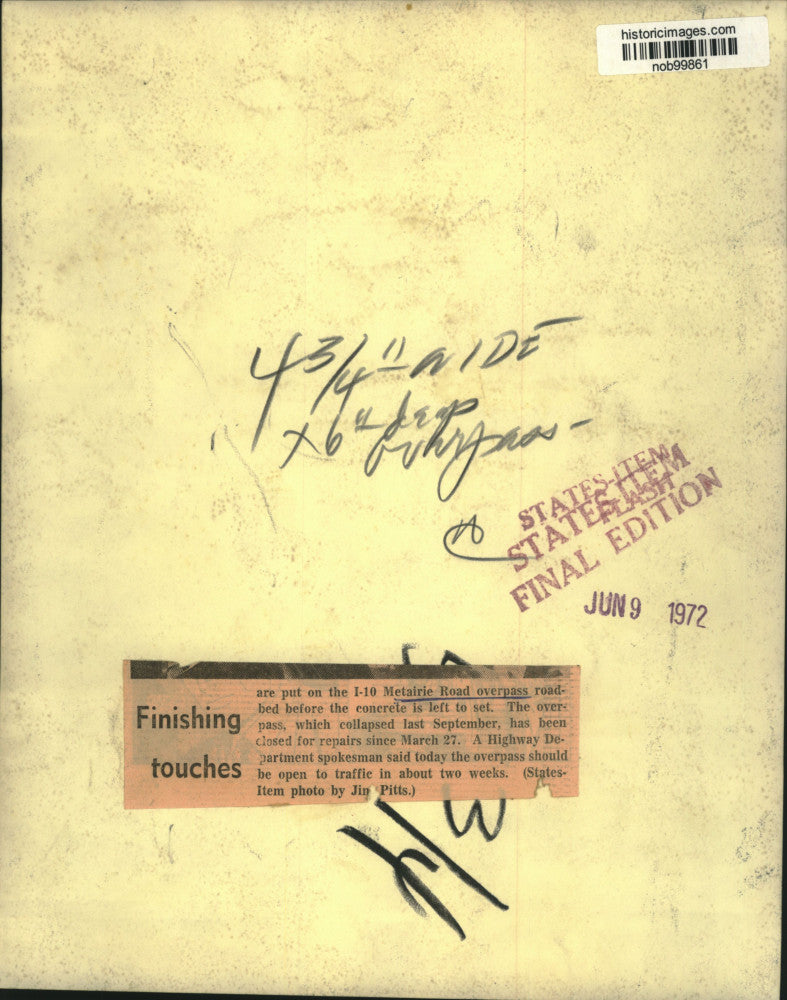 historicimages.com
nob99861
4 3/4" WIDE
x 6" deep
overpass -
STATES-ITEM
STATES-ITEM
FLASH
FINAL EDITION
JUN 9 1972
Finishing touches
are put on the I-10 Metairie Road overpass road-
bed before the concrete is left to set. The over-
pass, which collapsed last September, has been
closed for repairs since March 27. A Highway De-
partment spokesman said today the overpass should
be open to traffic in about two weeks. (States-
Item photo by Jim Pitts.)